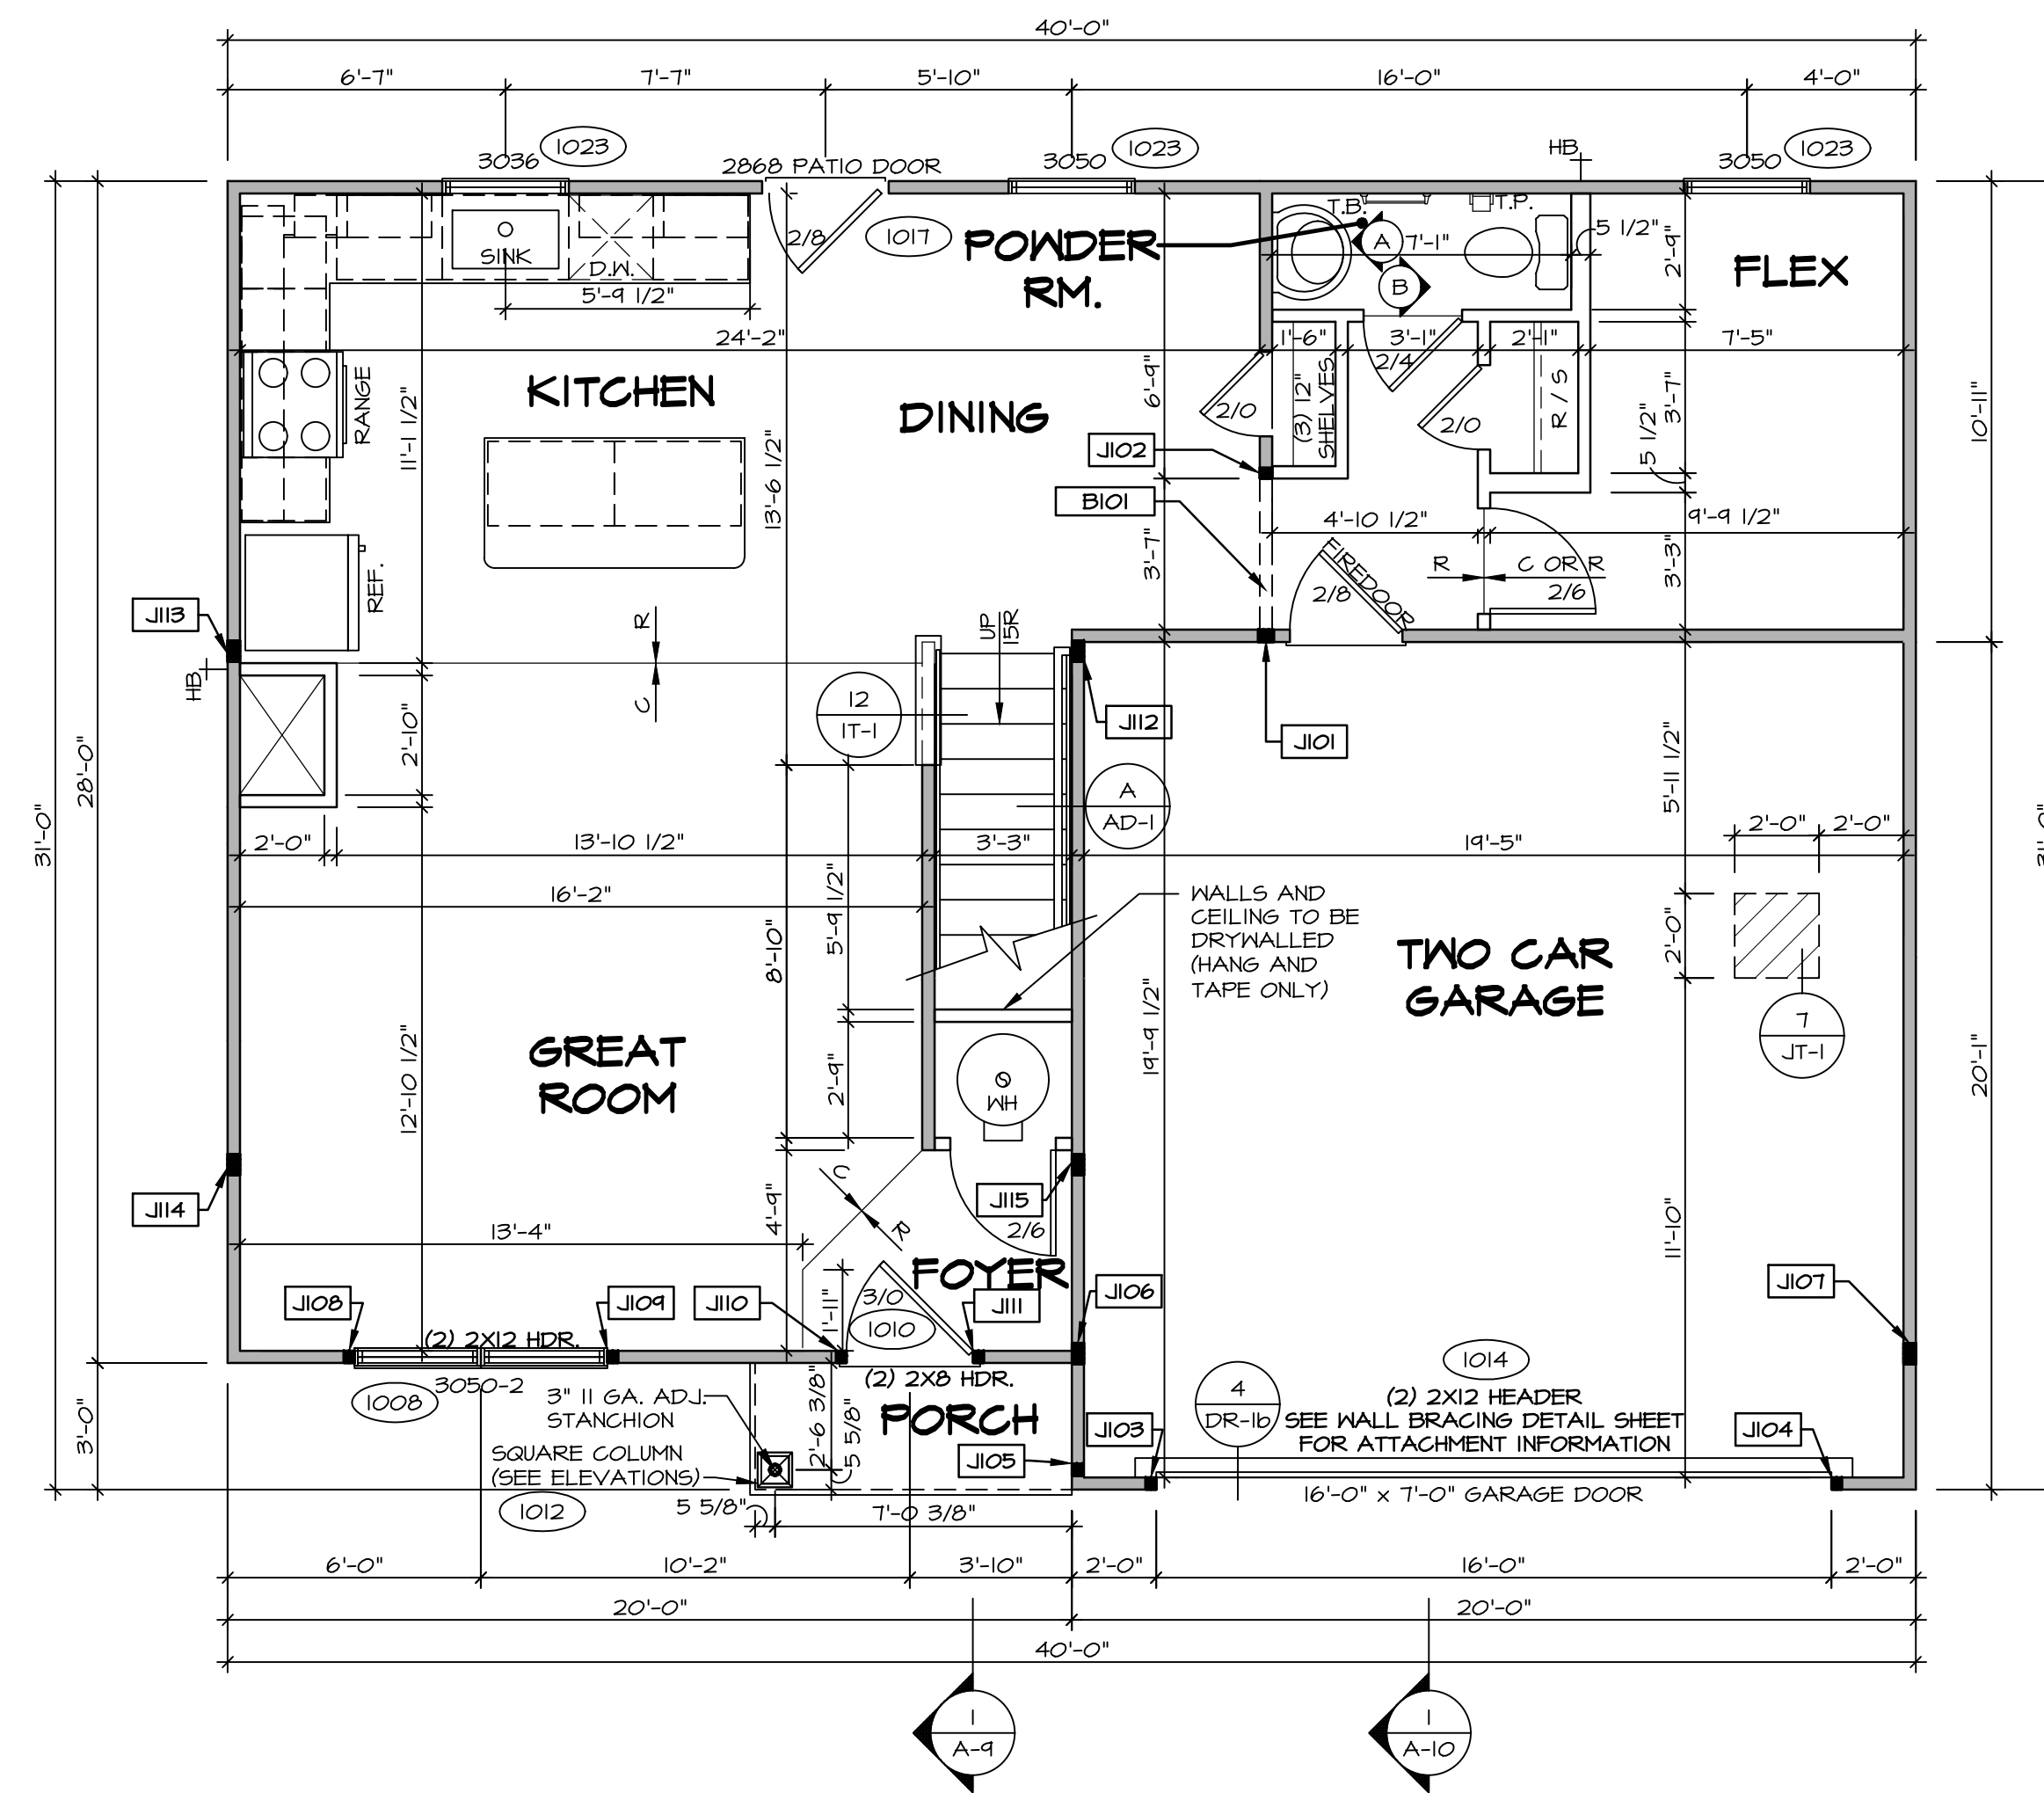 40'-0"
6'-7" 7'-7" 5'-10" 16'-0" 4'-0"
1023 1023 1023
3036 2868 PATIO DOOR 3050 HB 3050
T.B. T.P.
2/8 1017 POWDER A 7'-1" 5 1/2" 2'-9"
SINK D.W. RM. B FLEX
5'-9 1/2"
24'-2" 1'-6" 3'-1" 2'-1" 7'-5"
2/4
KITCHEN DINING
RANGE 11'-1 1/2" 13'-6 1/2" 6'-9" 2/0 (3) 12" 2/0 R / S 5 1/2" 3'-7" 10'-11"
SHELVES
J102
B101
4'-10 1/2" 9'-9 1/2"
REF. 3'-7" FIREDOOR R C OR R 3'-3"
2/8 2/6
J113 R UP
15R
HB C 12 J112 J101
1T-1
2'-10" 5'-11 1/2"
31'-0" 28'-0" A
AD-1
2'-0" 13'-10 1/2" 3'-3" 19'-5" 2'-0" 2'-0"
16'-2" WALLS AND
CEILING TO BE
DRYWALLED
(HANG AND
TAPE ONLY)
8'-10" 5'-9 1/2" TWO CAR 2'-0"
GARAGE
7
JT-1
GREAT 12'-10 1/2" 2'-9" 19'-9 1/2" 20'-1"
ROOM WH
J114 C J115
R
13'-4" 4'-9" 2/6 11'-10"
FOYER
J108 J109 J110 1'-11" 3/0 J111 J106 J107
1010
(2) 2X12 HDR. 1014
1008 3050-2 (2) 2X8 HDR. 4 (2) 2X12 HEADER
DR-1b SEE WALL BRACING DETAIL SHEET
FOR ATTACHMENT INFORMATION
3'-0" 3" 11 GA. ADJ. 2'-6 3/8" 5 5/8" PORCH J103 J104
STANCHION
SQUARE COLUMN J105
(SEE ELEVATIONS)
1012 5 5/8" 7'-0 3/8" 16'-0" x 7'-0" GARAGE DOOR
6'-0" 10'-2" 3'-10" 2'-0" 16'-0" 2'-0"
20'-0" 20'-0"
40'-0"
1 1
A-9 A-10